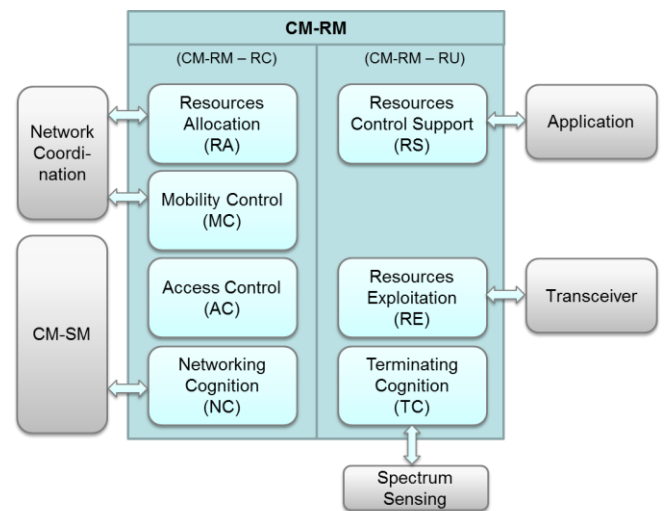 CM-RM
(CM-RM – RC)
(CM-RM – RU)
Network
Coordi-
nation
CM-SM
Resources
Allocation
(RA)
Mobility Control
(MC)
Access Control
(AC)
Networking
Cognition
(NC)
Resources
Control Support
(RS)
Resources
Exploitation
(RE)
Terminating
Cognition
(TC)
Application
Transceiver
Spectrum
Sensing